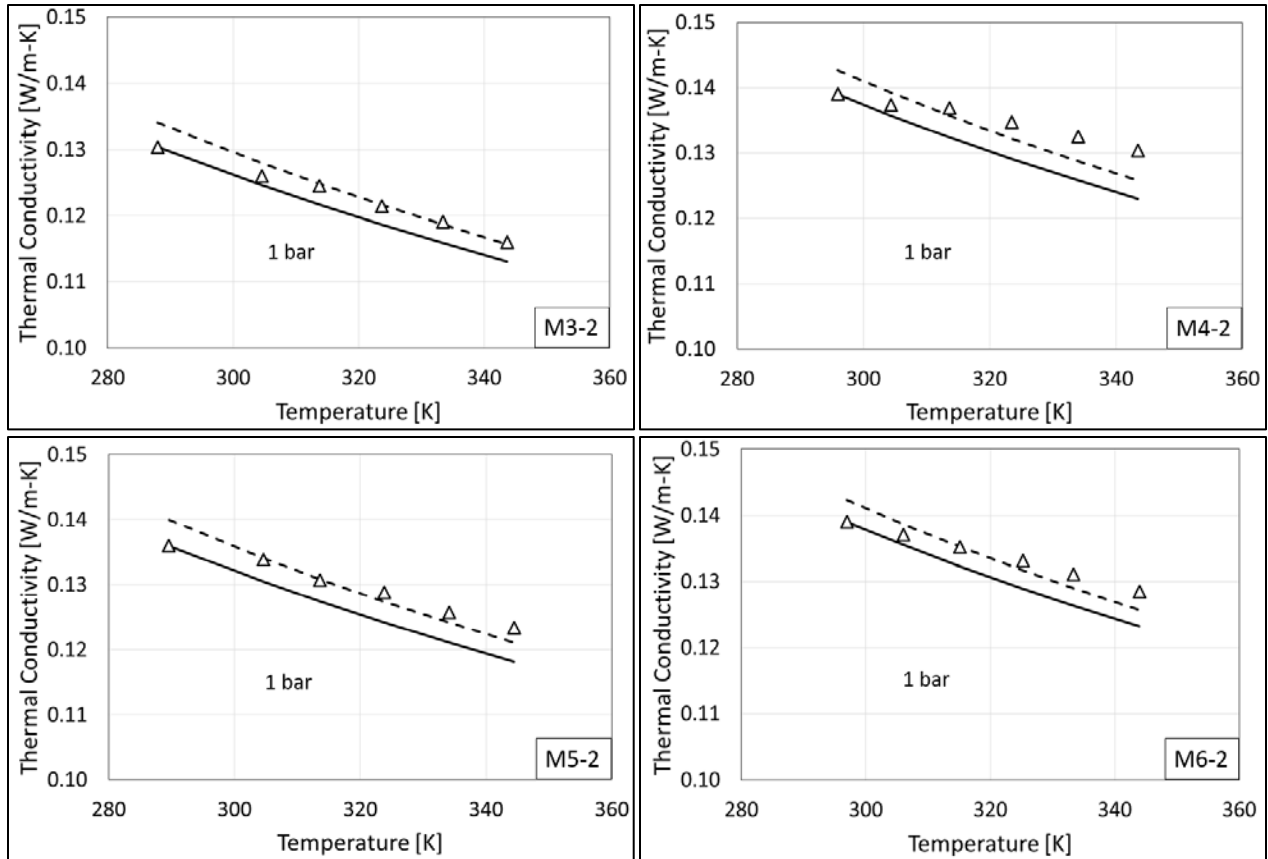 Thermal Conductivity [W/m-K]
0.15
0.14
0.13
0.12
0.11
0.10
1 bar
M3-2
280 300 320 340 360
Temperature [K]
Thermal Conductivity [W/m-K]
0.15
0.14
0.13
0.12
0.11
0.10
1 bar
M4-2
280 300 320 340 360
Temperature [K]
Thermal Conductivity [W/m-K]
0.15
0.14
0.13
0.12
0.11
0.10
1 bar
M5-2
280 300 320 340 360
Temperature [K]
Thermal Conductivity [W/m-K]
0.15
0.14
0.13
0.12
0.11
0.10
1 bar
M6-2
280 300 320 340 360
Temperature [K]